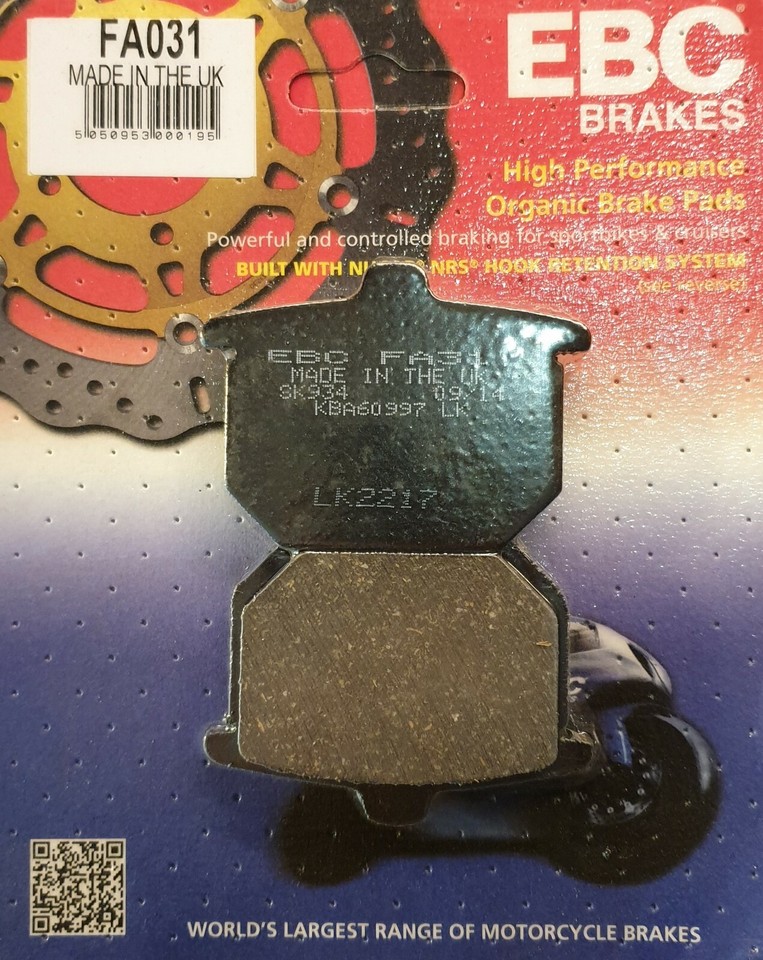 FA031
MADE IN THE UK
5 050953 000195
EBC
BRAKES
High Performance
Organic Brake Pads
Powerful and controlled braking for sportbikes & cruisers
BUILT WITH NRS® HOOK RETENTION SYSTEM
(see reverse)
EBC FA31
MADE IN THE UK
SK934 09/14
KBA60997 LK
LK2217
WORLD'S LARGEST RANGE OF MOTORCYCLE BRAKES